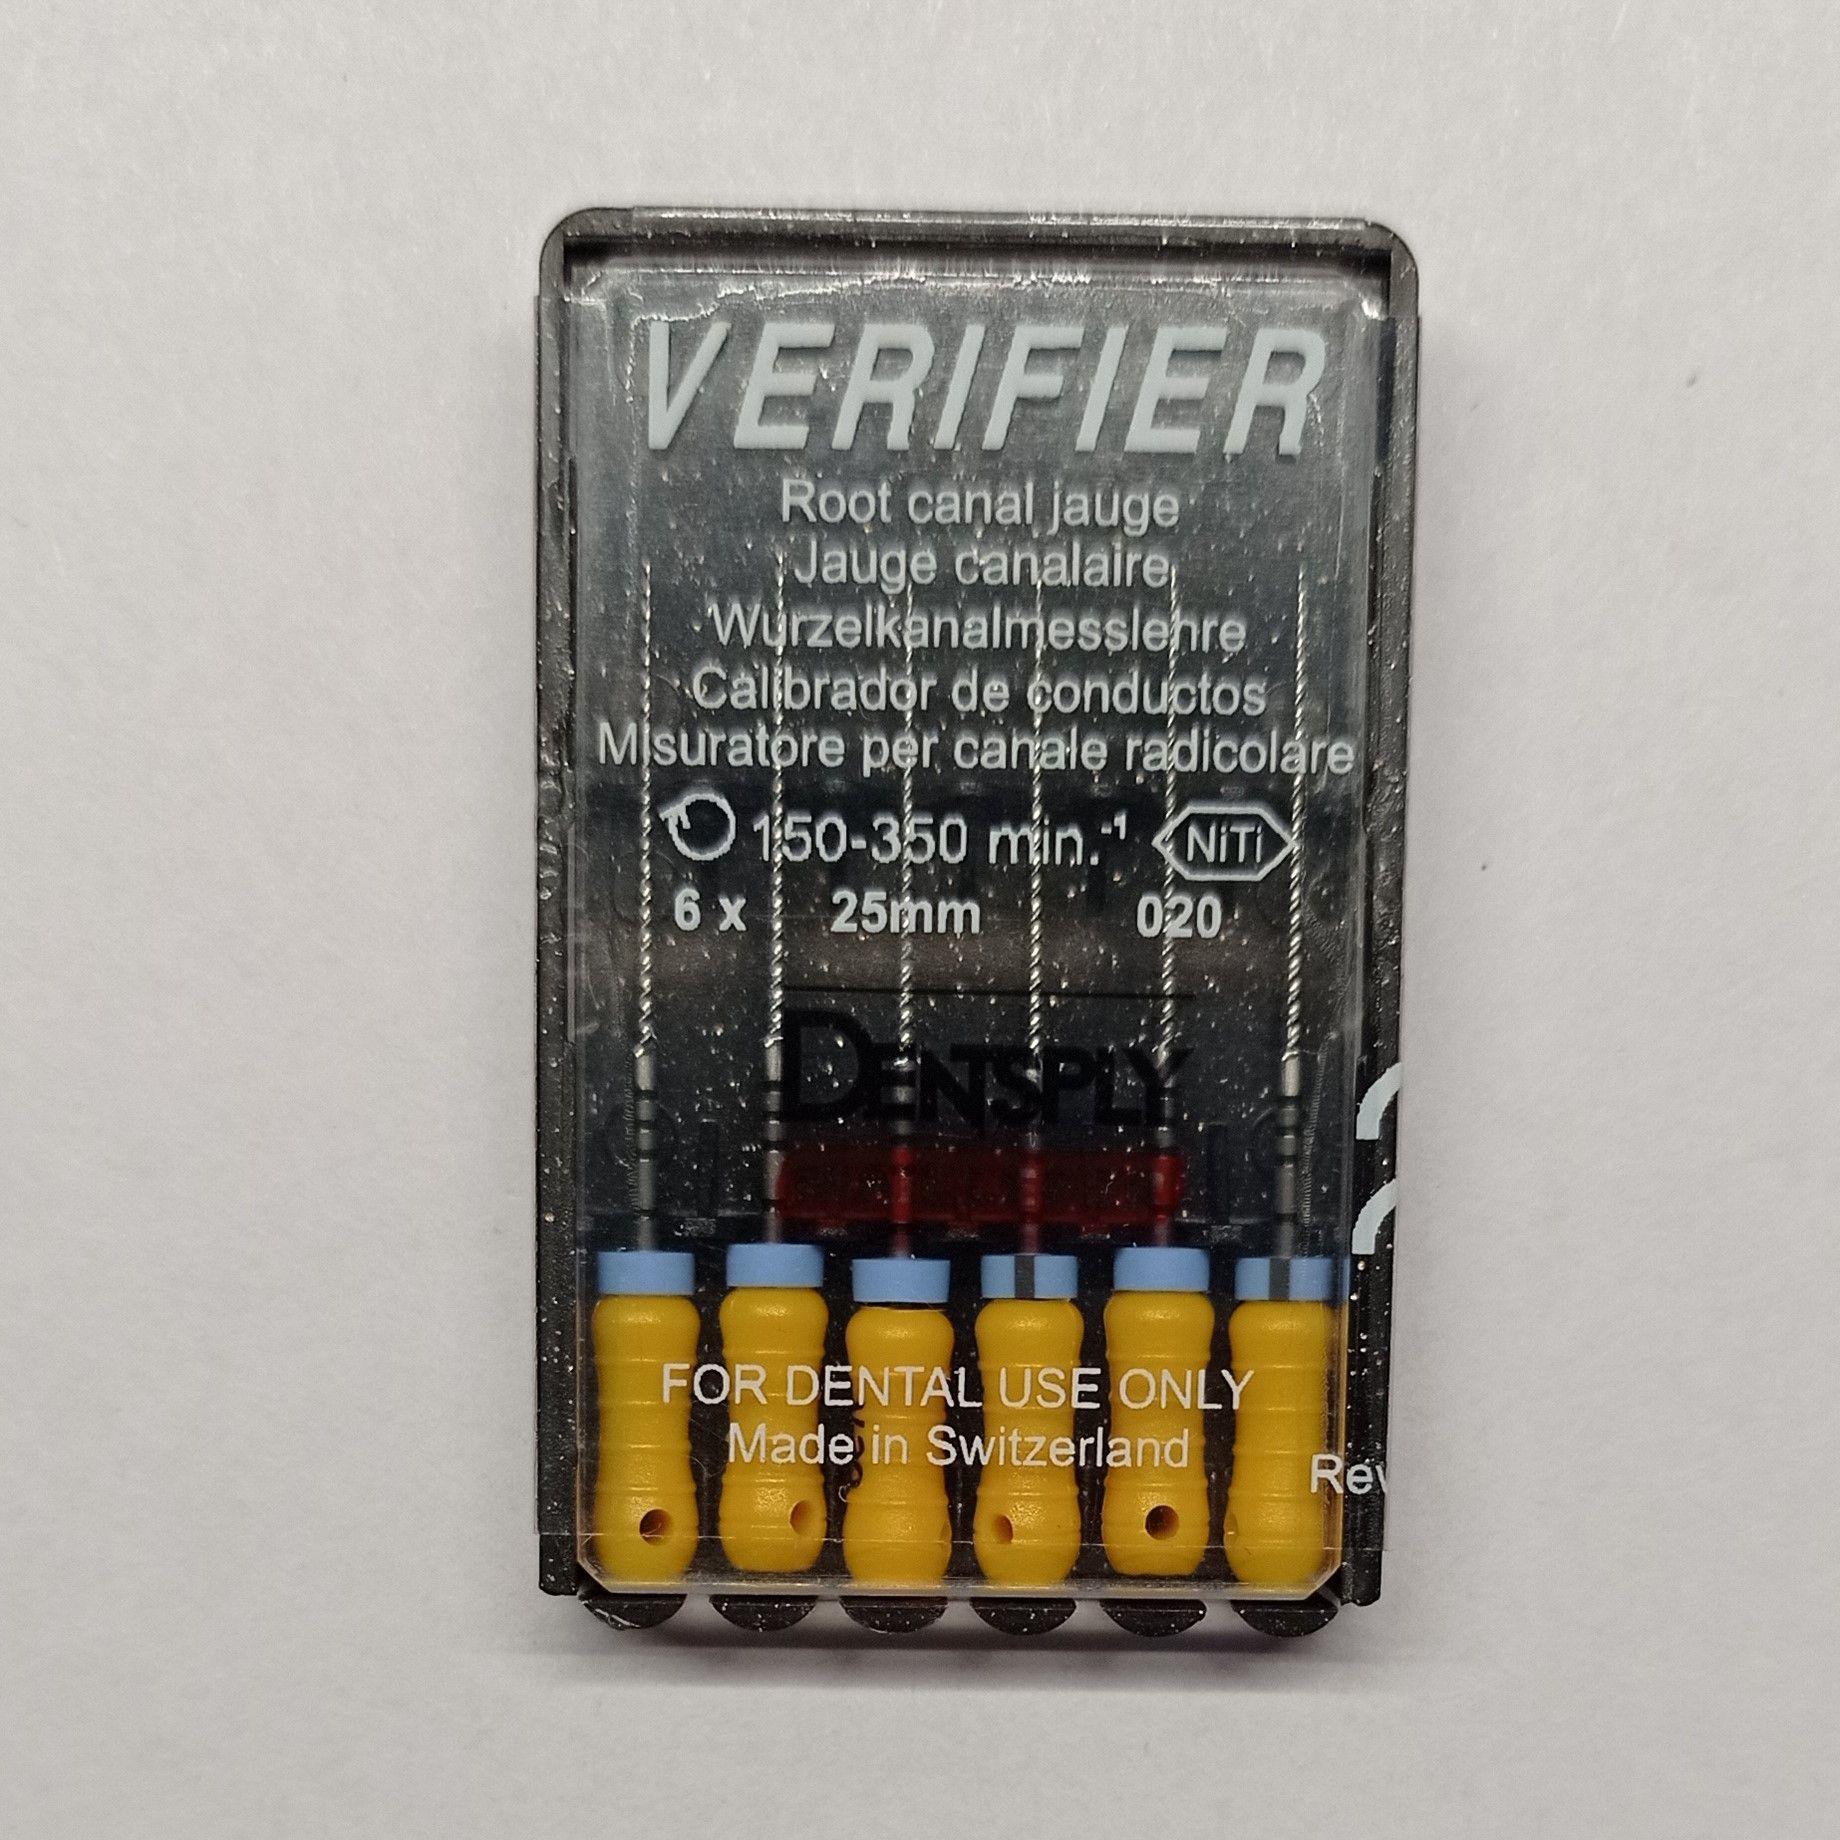 VERIFIER
Root canal jauge
Jauge canalaire
Wurzelkanalmesslehre
Calibrador de conductos
Misuratore per canale radicolare
150-350 min.⁻¹ NiTi
6 x 25mm 020
DENTSPLY
FOR DENTAL USE ONLY
Made in Switzerland